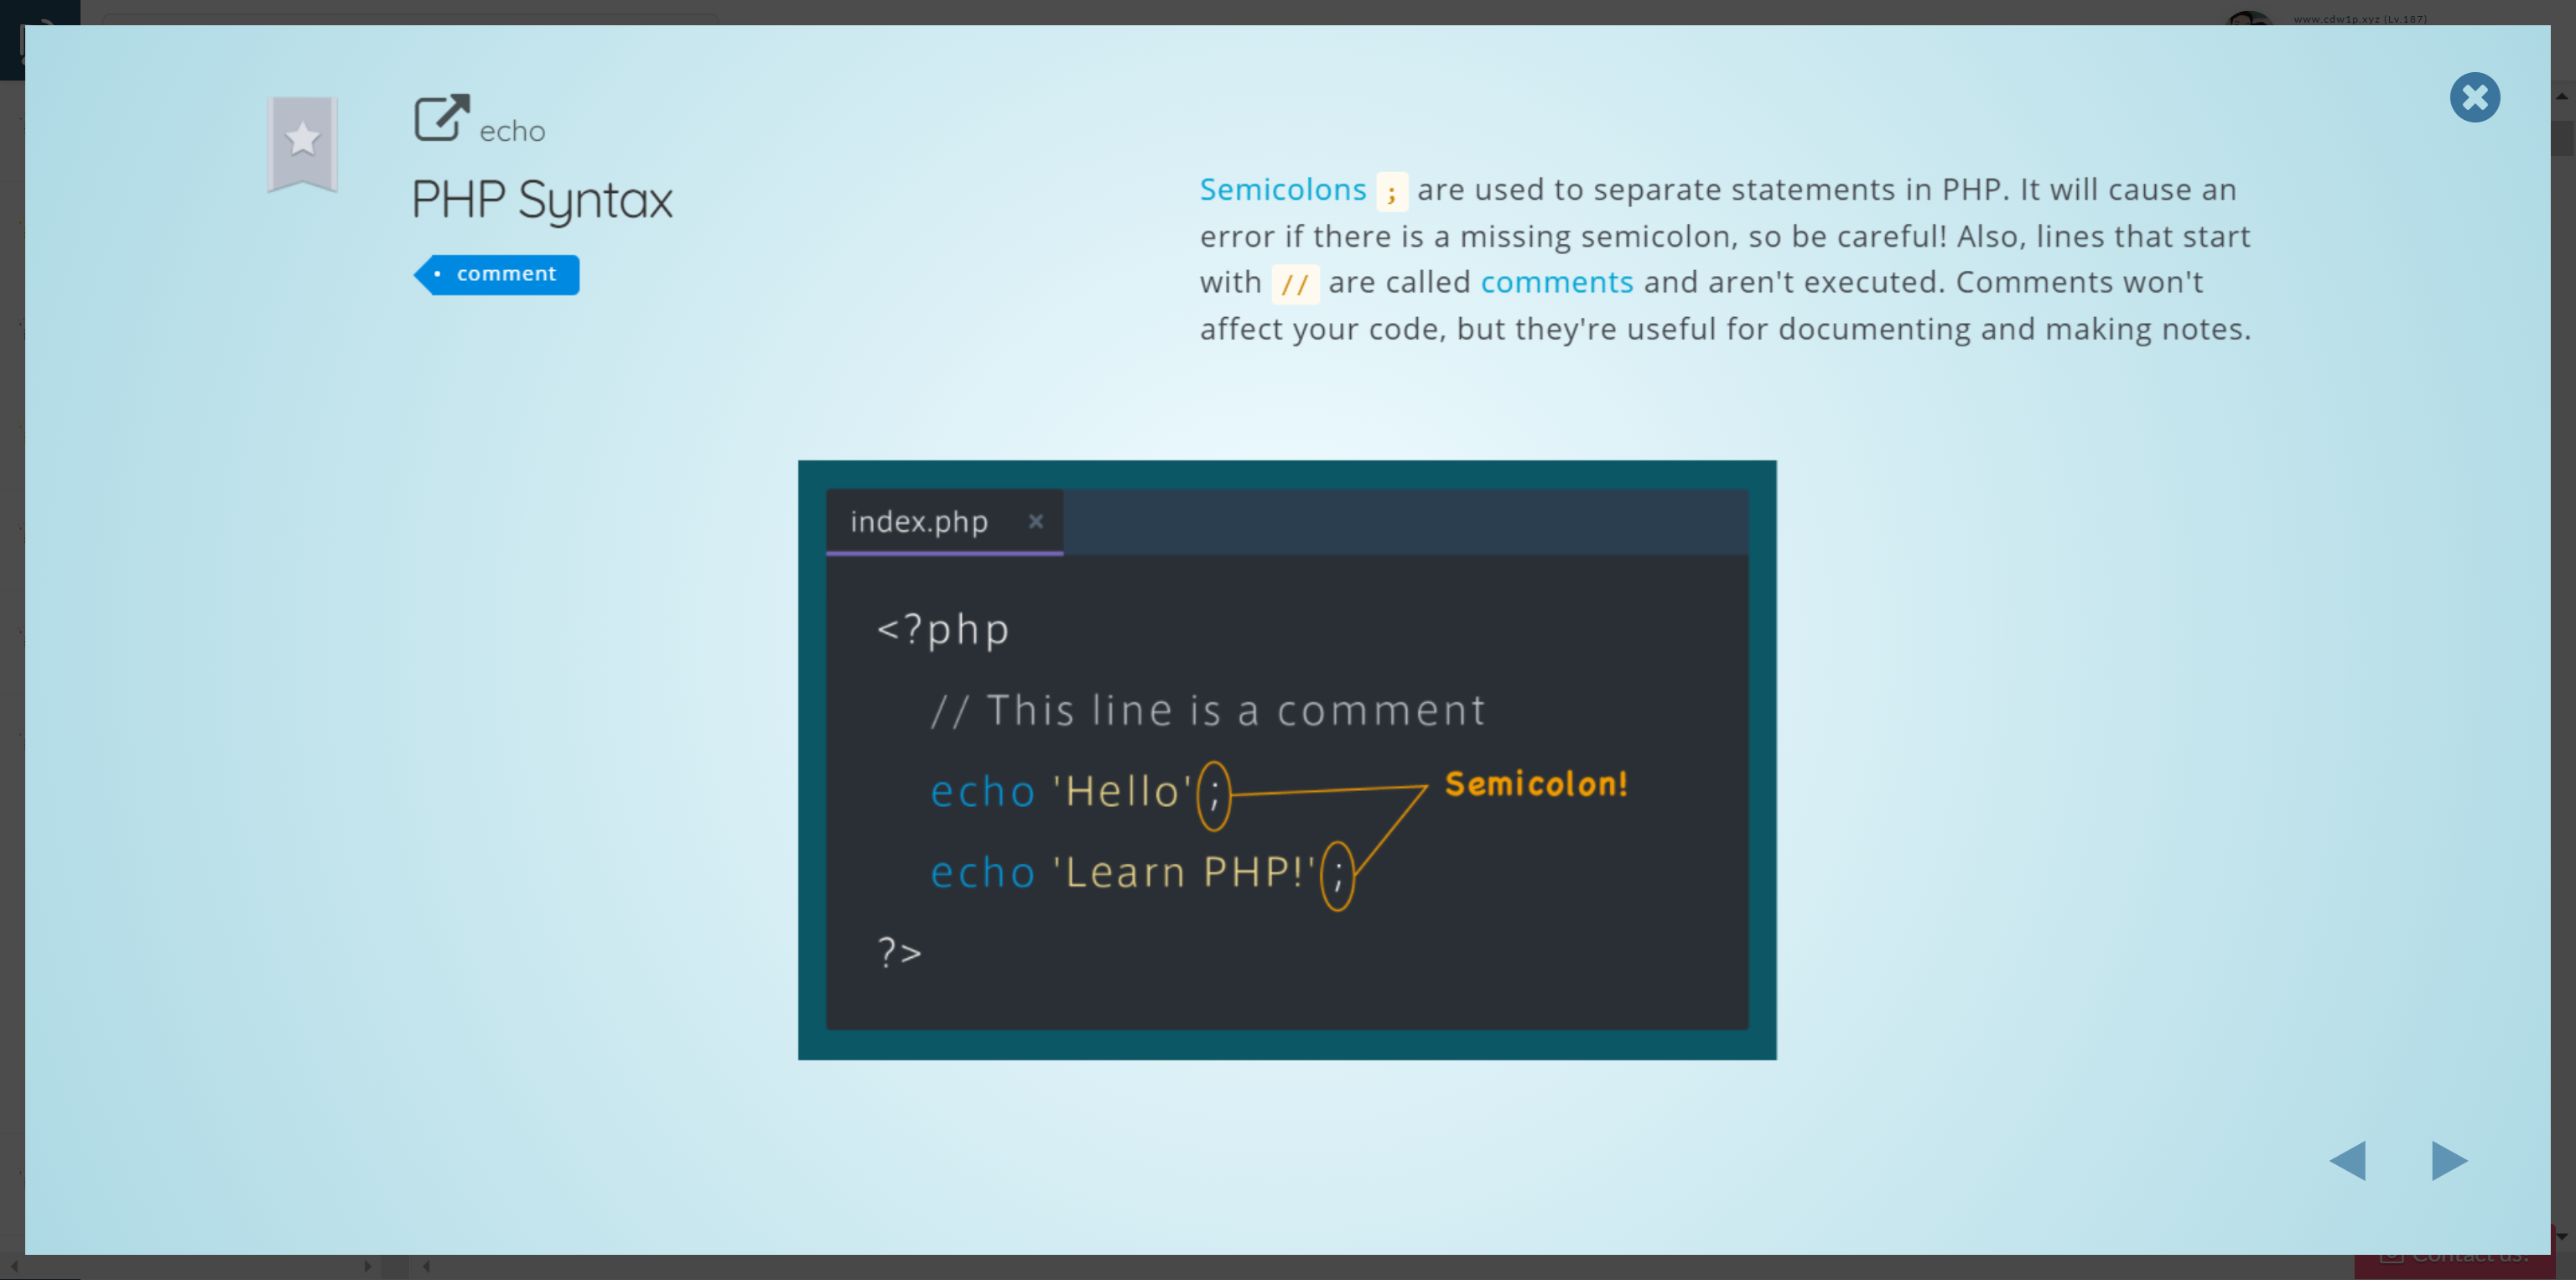 www.cdw1p.xyz (Lv.187)
echo
PHP Syntax
comment
Semicolons ; are used to separate statements in PHP. It will cause an
error if there is a missing semicolon, so be careful! Also, lines that start
with // are called comments and aren't executed. Comments won't
affect your code, but they're useful for documenting and making notes.
index.php
<?php
// This line is a comment
echo 'Hello';
Semicolon!
echo 'Learn PHP!';
?>
Contact us!